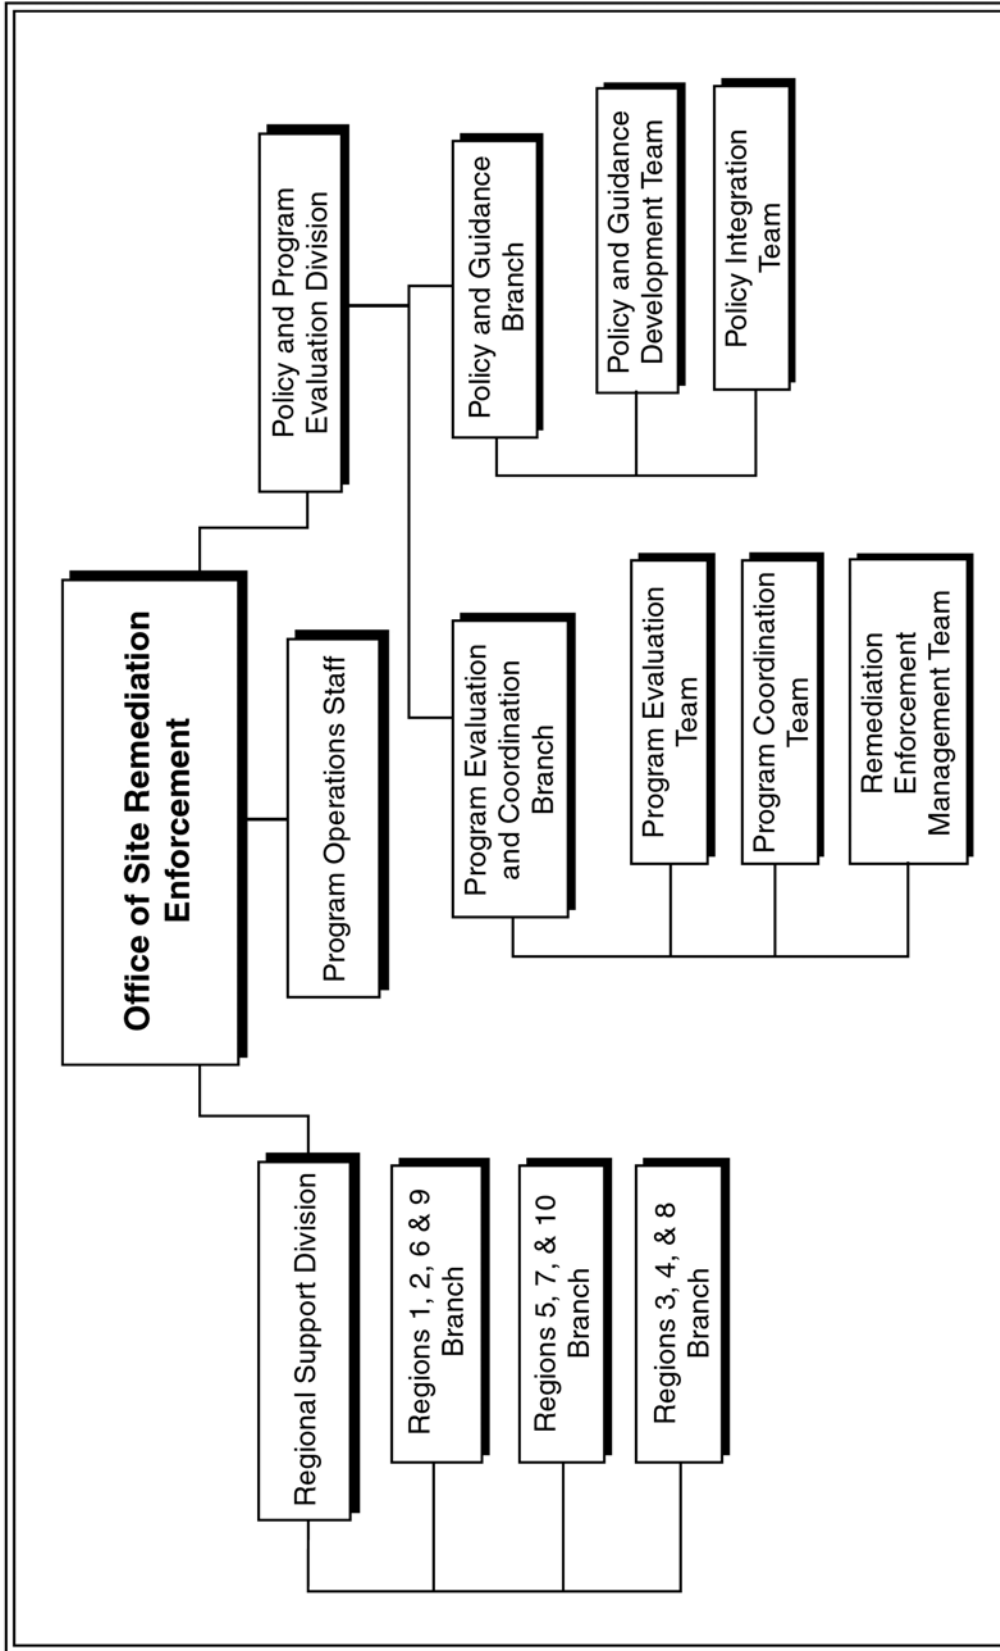 Office of Site Remediation
Enforcement
Regional Support Division
Regions 1, 2, 6 & 9
Branch
Regions 5, 7, & 10
Branch
Regions 3, 4, & 8
Branch
Program Operations Staff
Policy and Program
Evaluation Division
Program Evaluation
and Coordination
Branch
Program Evaluation
Team
Program Coordination
Team
Remediation
Enforcement
Management Team
Policy and Guidance
Branch
Policy and Guidance
Development Team
Policy Integration
Team